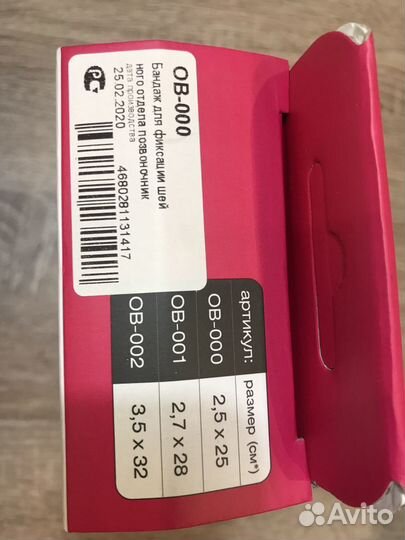 ОВ-000
Бандаж для фиксации шей
ного отдела позвоночник
дата производства
25.02.2020
4680281131417
артикул: размер (см*)
ОВ-000 2,5 x 25
ОВ-001 2,7 x 28
ОВ-002 3,5 x 32
Avito